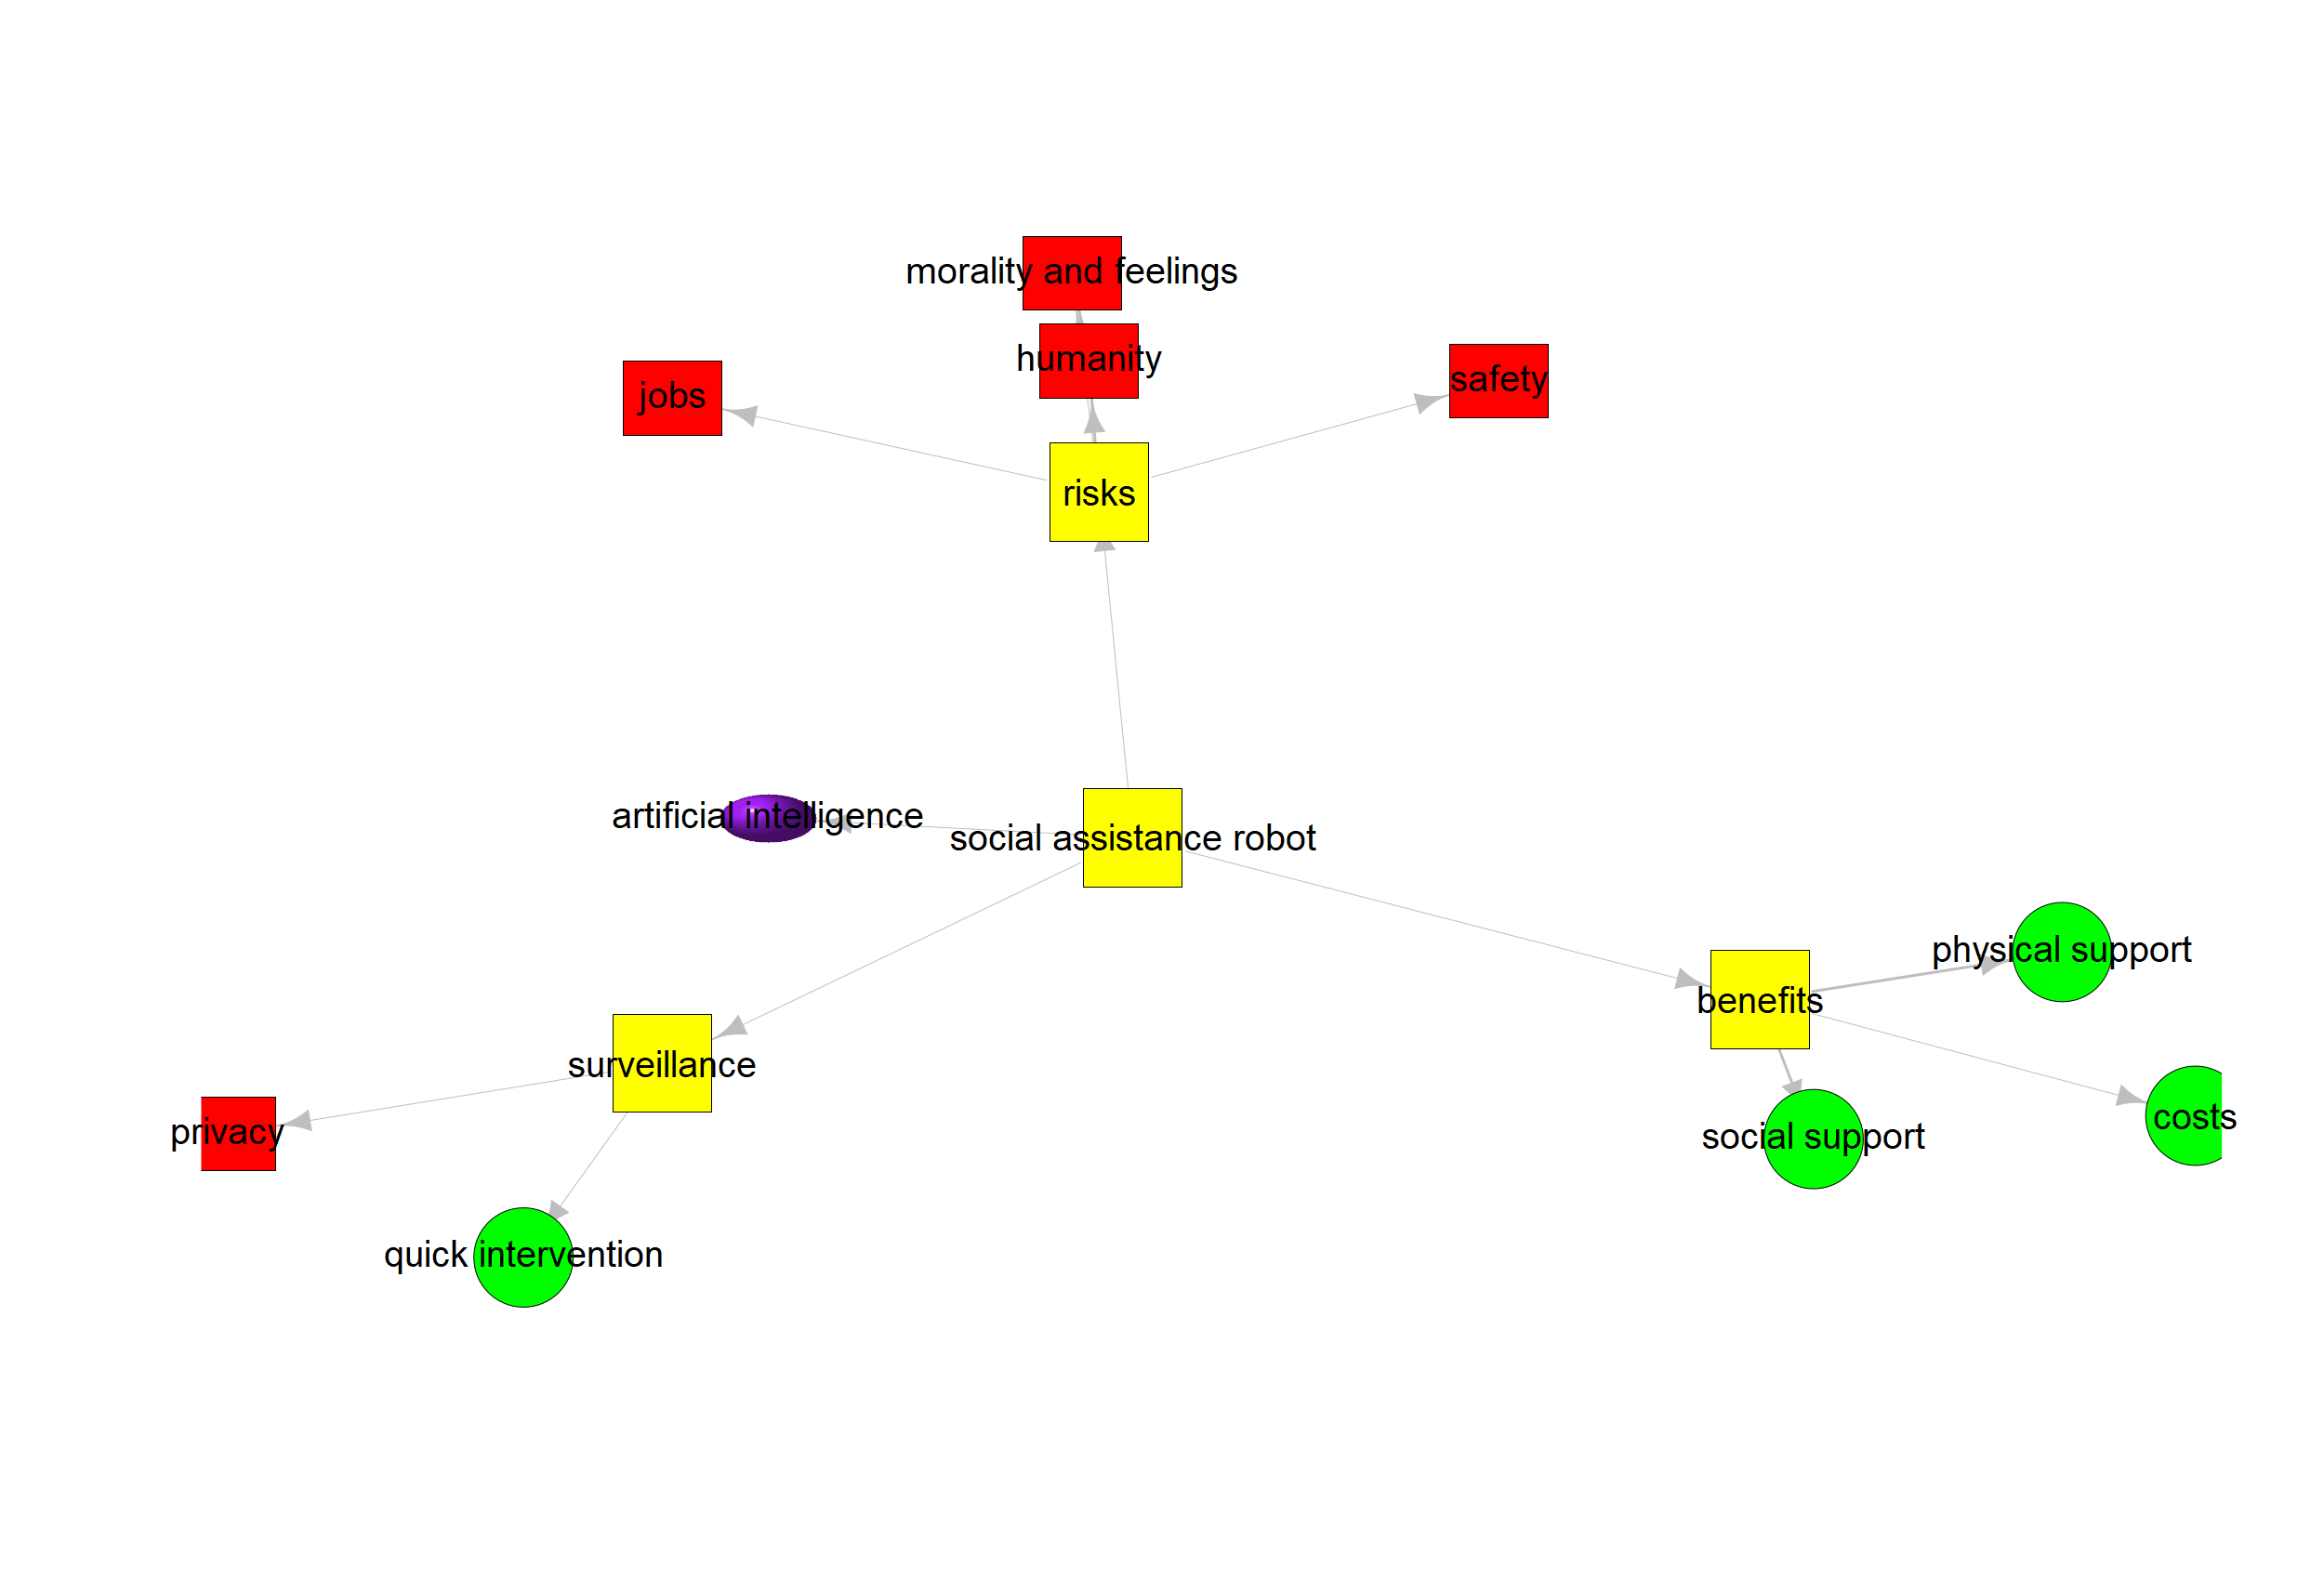 morality and feelings
humanity
safety
jobs
risks
artificial intelligence
social assistance robot
physical support
benefits
surveillance
costs
privacy
social support
quick intervention